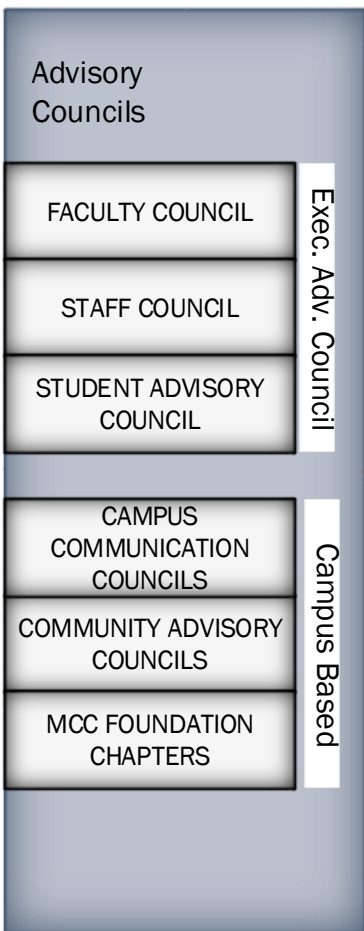 Advisory
Councils
FACULTY COUNCIL
STAFF COUNCIL
STUDENT ADVISORY
COUNCIL
Exec. Adv. Council
CAMPUS
COMMUNICATION
COUNCILS
COMMUNITY ADVISORY
COUNCILS
MCC FOUNDATION
CHAPTERS
Campus Based